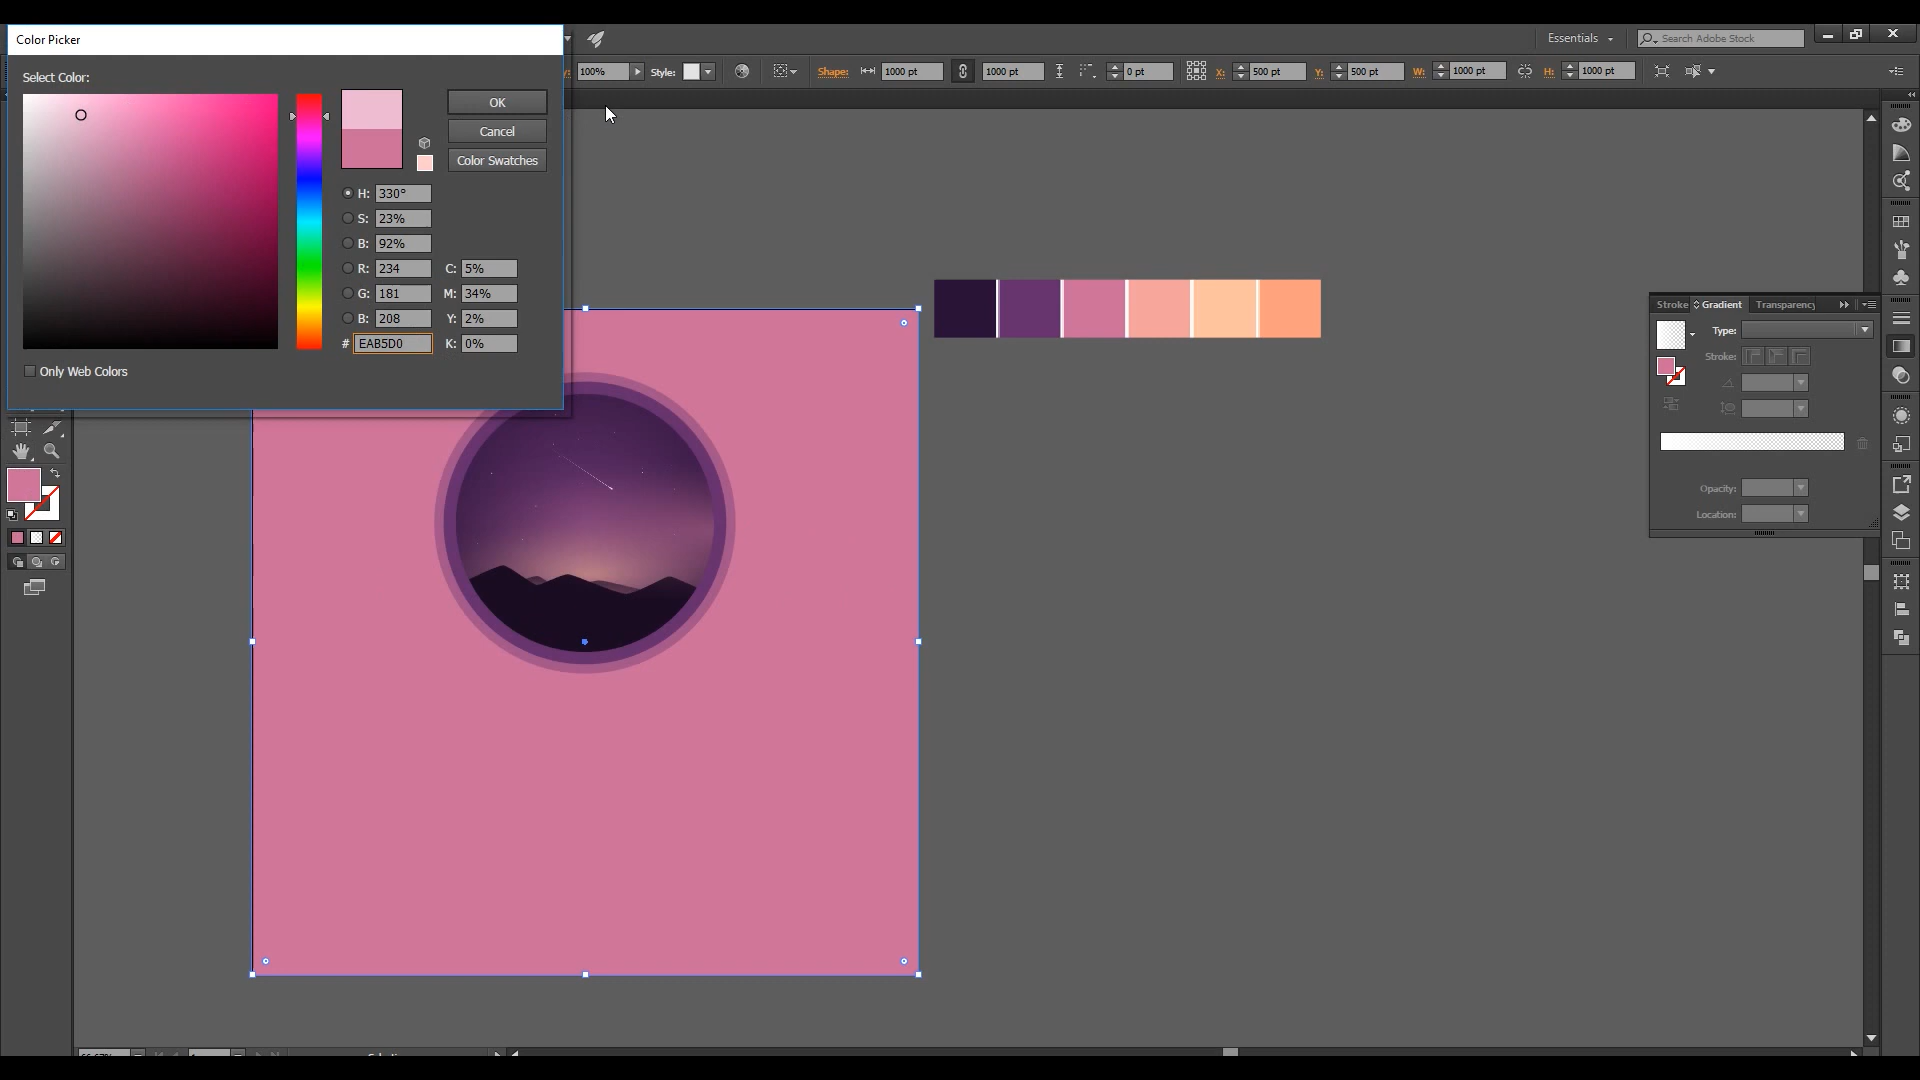 Color Picker
Essentials
Search Adobe Stock
y: 100% Style: Shape: 1000 pt 1000 pt 0 pt X: 500 pt Y: 500 pt W: 1000 pt H: 1000 pt
Select Color:
OK
Cancel
Color Swatches
H: 330°
S: 23%
B: 92%
R: 234 C: 5%
G: 181 M: 34%
B: 208 Y: 2%
# EAB5D0 K: 0%
Only Web Colors
Stroke Gradient Transparency
Type:
Stroke:
Opacity:
Location: